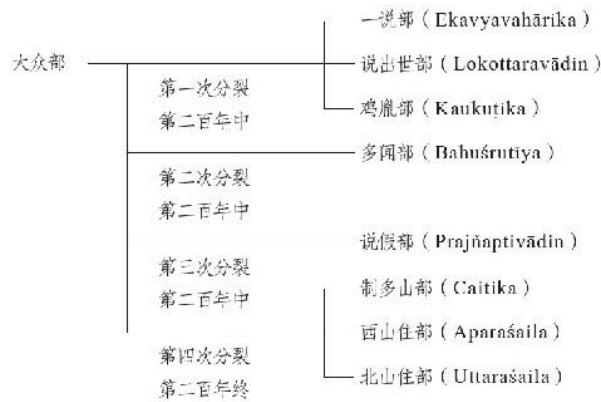 一说部（Ekavyavahārika）
大众部
说出世部（Lokottaravādin）
第一次分裂
鸡胤部（Kaukuṭika）
第二百年中
多闻部（Bahuśrutīya）
第二次分裂
第二百年中
说假部（Prajñaptivādin）
第三次分裂
制多山部（Caitika）
第二百年中
西山住部（Aparaśaila）
第四次分裂
北山住部（Uttaraśaila）
第二百年终